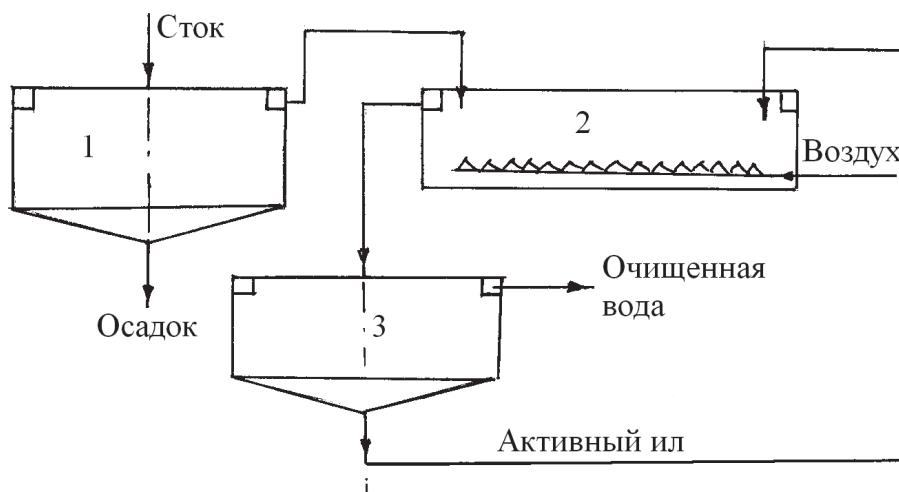 Сток
1
2
Воздух
Осадок
3
Очищенная
вода
Активный ил